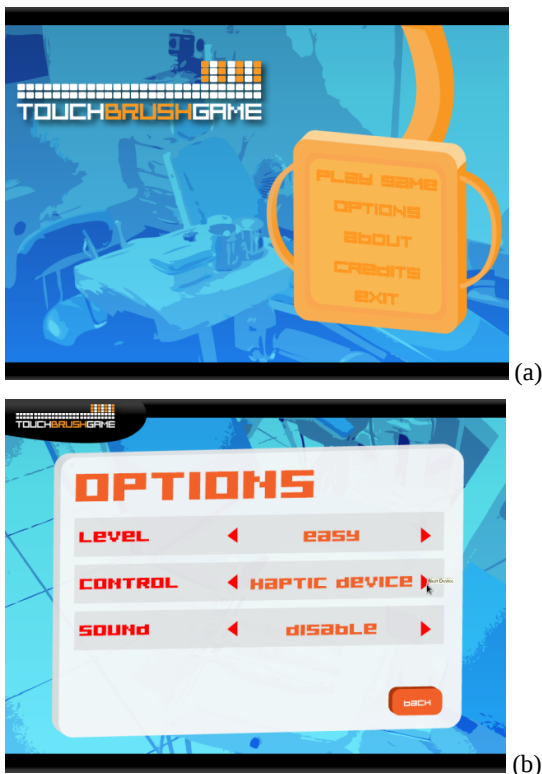 TOUCHBRUSHGAME
PLAY GAME
OPTIONS
ABOUT
CREDITS
EXIT
(a)
TOUCHBRUSHGAME
OPTIONS
LEVEL EASY
CONTROL HAPTIC DEVICE
SOUND DISABLE
BACK
(b)